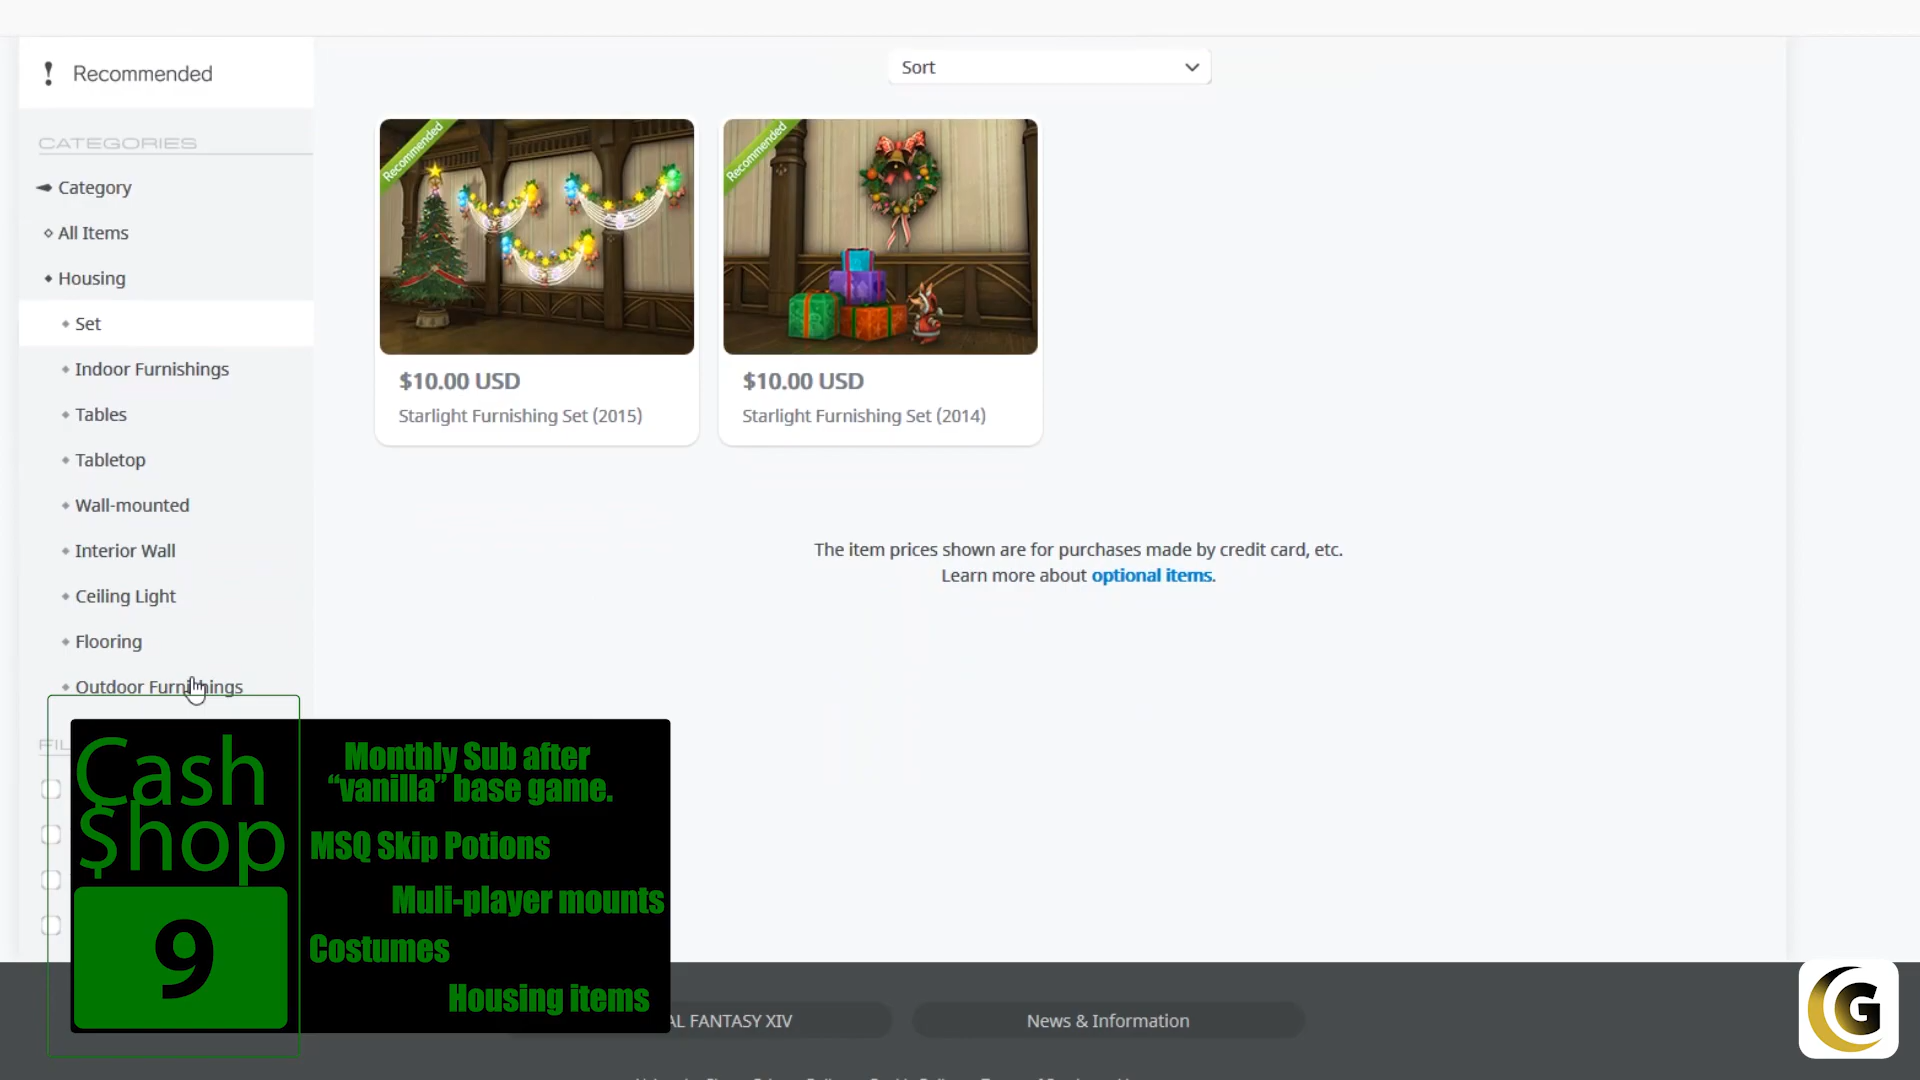 Recommended
Sort
CATEGORIES
Category
All Items
Housing
Set
Indoor Furnishings
Tables
Tabletop
Wall-mounted
Interior Wall
Ceiling Light
Flooring
Outdoor Furnishings
Recommended
$10.00 USD
Starlight Furnishing Set (2015)
Recommended
$10.00 USD
Starlight Furnishing Set (2014)
The item prices shown are for purchases made by credit card, etc.
Learn more about optional items.
FIL
Cash
$hop
9
Monthly Sub after
“vanilla” base game.
MSQ Skip Potions
Muli-player mounts
Costumes
Housing items
AL FANTASY XIV
News & Information
G